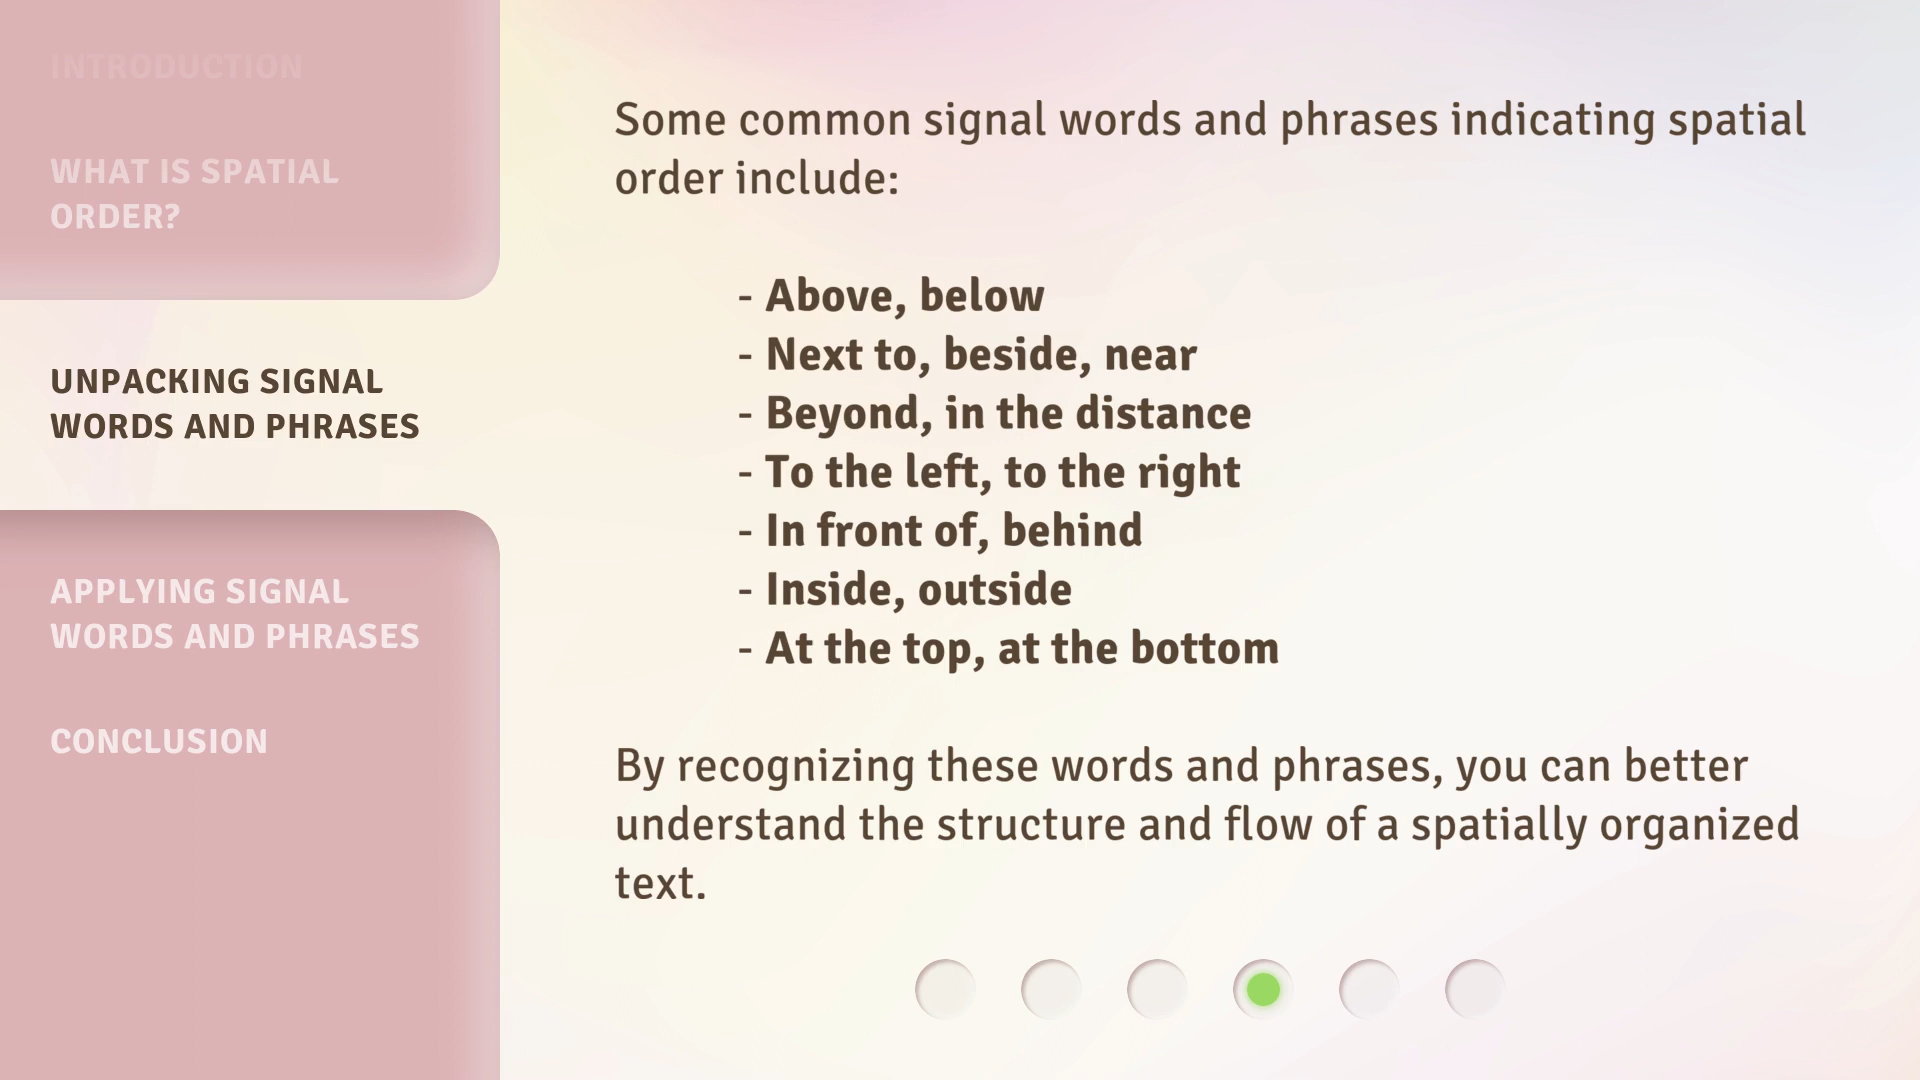 INTRODUCTION
WHAT IS SPATIAL
ORDER?
UNPACKING SIGNAL
WORDS AND PHRASES
APPLYING SIGNAL
WORDS AND PHRASES
CONCLUSION
Some common signal words and phrases indicating spatial
order include:
- Above, below
- Next to, beside, near
- Beyond, in the distance
- To the left, to the right
- In front of, behind
- Inside, outside
- At the top, at the bottom
By recognizing these words and phrases, you can better
understand the structure and flow of a spatially organized
text.